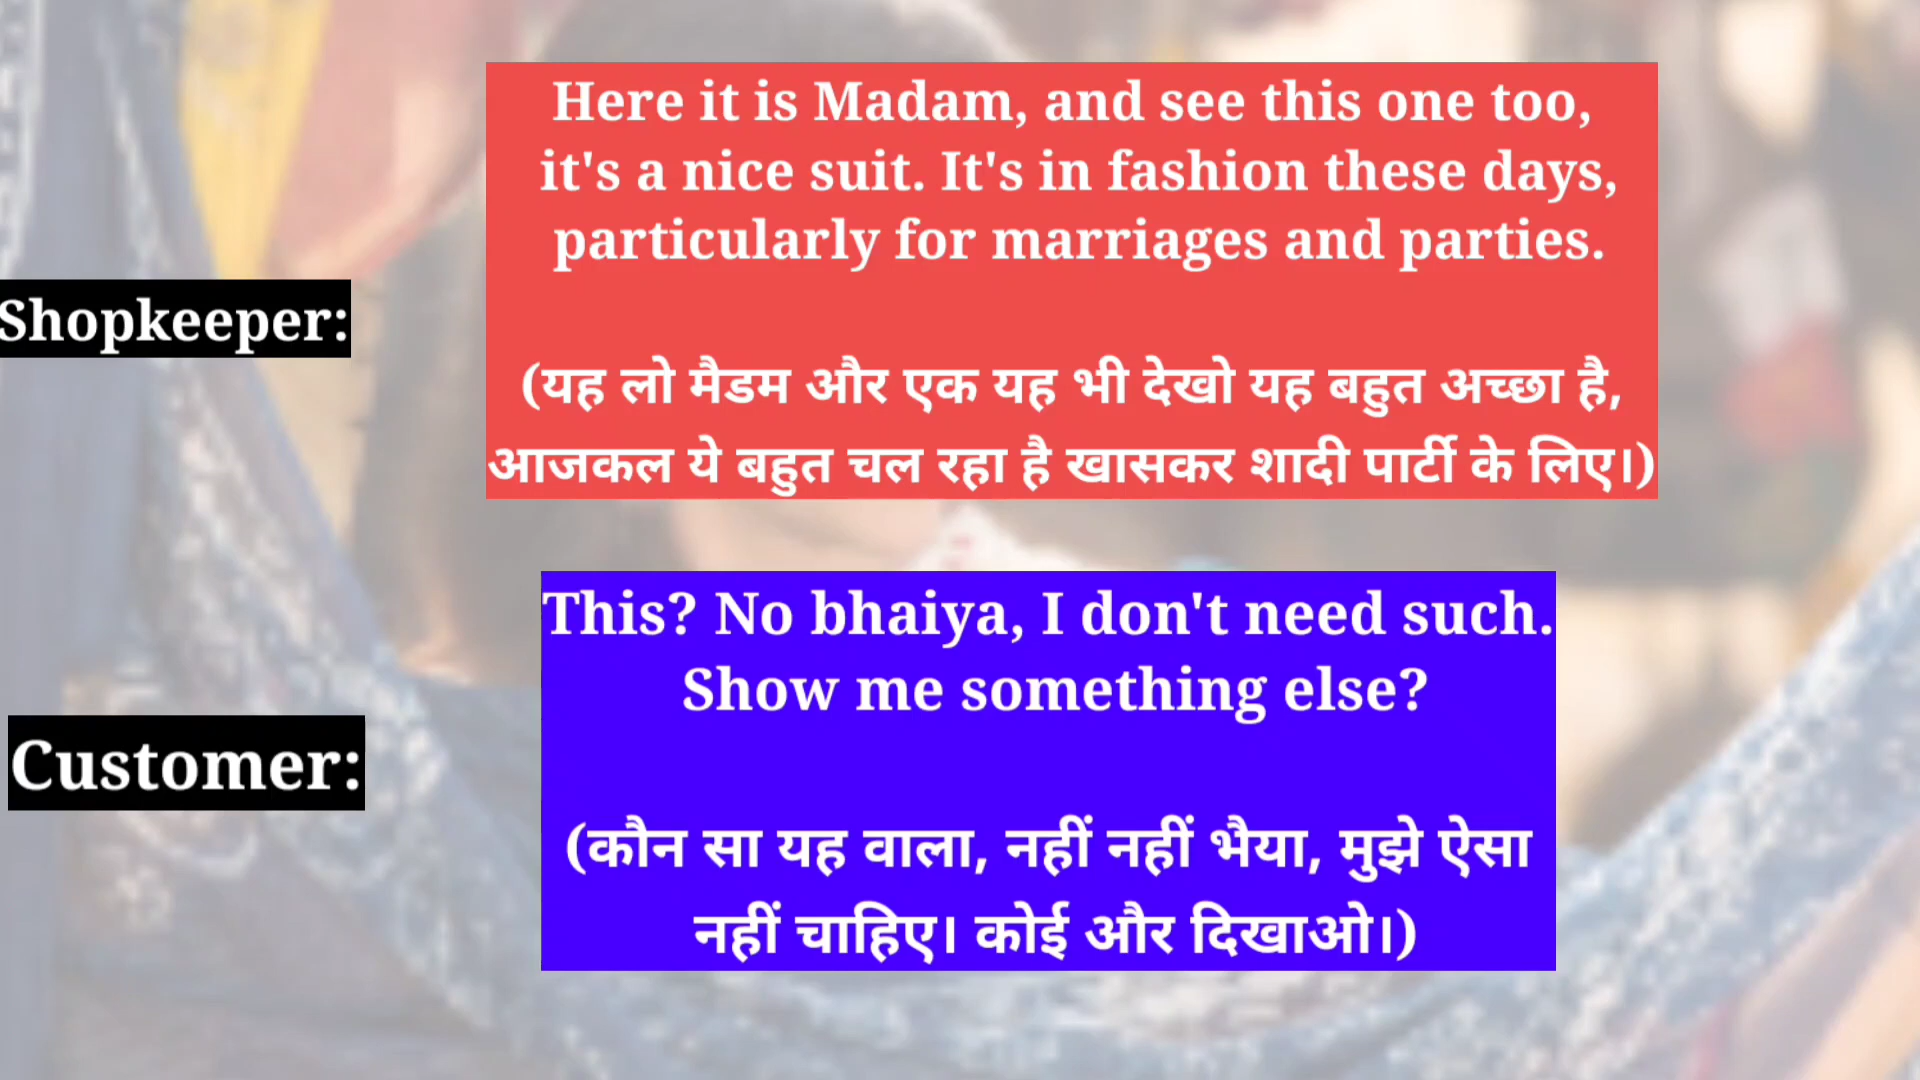 Shopkeeper:
Here it is Madam, and see this one too,
it's a nice suit. It's in fashion these days,
particularly for marriages and parties.
(यह लो मैडम और एक यह भी देखो यह बहुत अच्छा है,
आजकल ये बहुत चल रहा है खासकर शादी पार्टी के लिए।)
Customer:
This? No bhaiya, I don't need such.
Show me something else?
(कौन सा यह वाला, नहीं नहीं भैया, मुझे ऐसा
नहीं चाहिए। कोई और दिखाओ।)